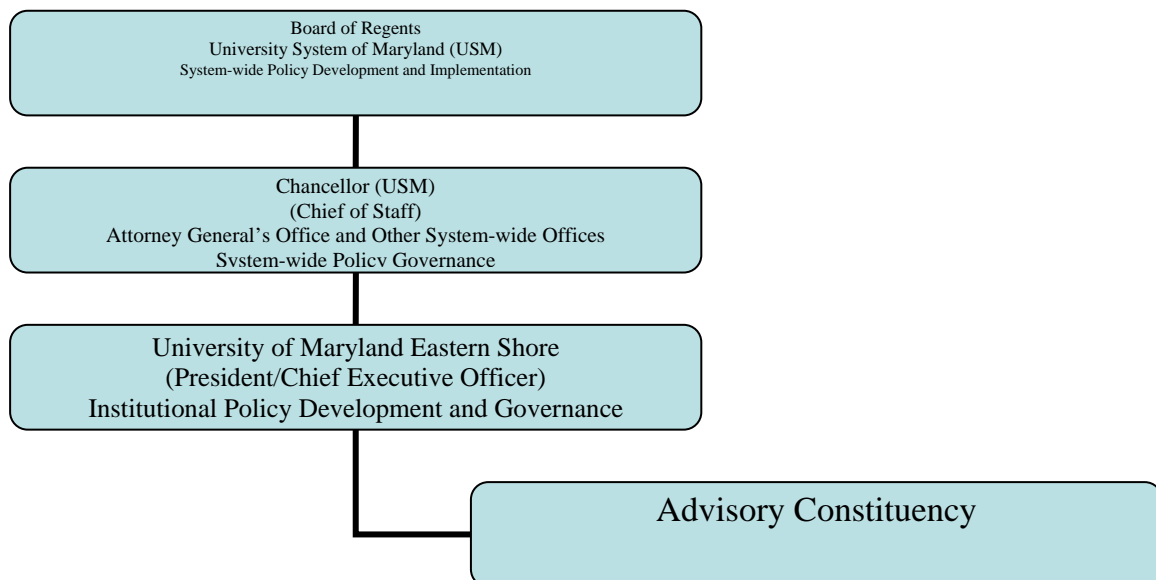 Board of Regents
University System of Maryland (USM)
System-wide Policy Development and Implementation
Chancellor (USM)
(Chief of Staff)
Attorney General's Office and Other System-wide Offices
System-wide Policy Governance
University of Maryland Eastern Shore
(President/Chief Executive Officer)
Institutional Policy Development and Governance
Advisory Constituency